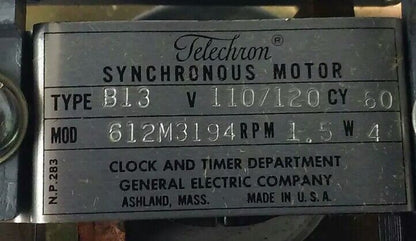 Telechron®
SYNCHRONOUS MOTOR
TYPE B13 V 110/120 CY 60
MOD 612M3194 RPM 1.5 W 4
CLOCK AND TIMER DEPARTMENT
GENERAL ELECTRIC COMPANY
ASHLAND, MASS. MADE IN U.S.A.
N.P. 283